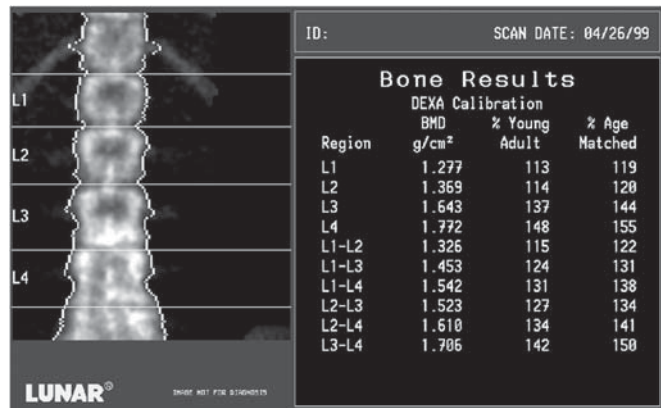 L1
L2
L3
L4
LUNAR®
IMAGE NOT FOR DIAGNOSIS
ID: SCAN DATE: 04/26/99
Bone Results
DEXA Calibration
BMD % Young % Age
Region g/cm² Adult Matched
L1 1.277 113 119
L2 1.369 114 120
L3 1.643 137 144
L4 1.772 148 155
L1-L2 1.326 115 122
L1-L3 1.453 124 131
L1-L4 1.542 131 138
L2-L3 1.523 127 134
L2-L4 1.610 134 141
L3-L4 1.706 142 150